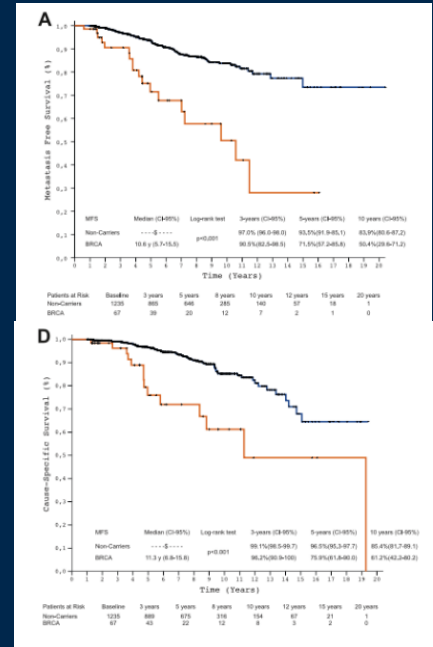 A
Metastasis Free Survival (%)
1,0
0,9
0,8
0,7
0,6
0,5
0,4
0,3
0,2
0,1
0,0
MFS Median (CI-95%) Log-rank test 3-years (CI-95%) 5-years (CI-95%) 10 years (CI-95%)
Non-Carriers ----§---- 97.0% (96.0-98.0) 93,5%(91.9-85,1) 83,9% (80.6-87.2)
p<0,001
BRCA 10.6 y (5.7-15.5) 90.5%(82.5-98.5) 71,5%(57.2-85,8) 50.4% (29.6-71.2)
0 1 2 3 4 5 6 7 8 9 10 11 12 13 14 15 16 17 18 19 20
Time (Years)
Patients at Risk Baseline 3 years 5 years 8 years 10 years 12 years 15 years 20 years
Non-Carriers 1235 865 646 285 140 57 18 1
BRCA 67 39 20 12 7 2 1 0
D
Cause-Specific Survival (%)
1,0
0,9
0,8
0,7
0,6
0,5
0,4
0,3
0,2
0,1
0,0
MFS Median (CI-95%) Log-rank test 3-years (CI-95%) 5-years (CI-95%) 10 years (CI-95%)
Non-Carriers ----§---- 99.1%(98.5-99.7) 96.5%(95,3-97.7) 85.4%(81,7-89.1)
p<0.001
BRCA 11.3 y (6.8-15.8) 96,2%(90.9-100) 75.9%(61.8-90.0) 61.2%(42.2-80.2)
0 1 2 3 4 5 6 7 8 9 10 11 12 13 14 15 16 17 18 19 20
Time (Years)
Patients at Risk Baseline 3 years 5 years 8 years 10 years 12 years 15 years 20 years
Non-Carriers 1235 889 675 316 154 67 21 1
BRCA 67 43 22 12 8 3 2 0